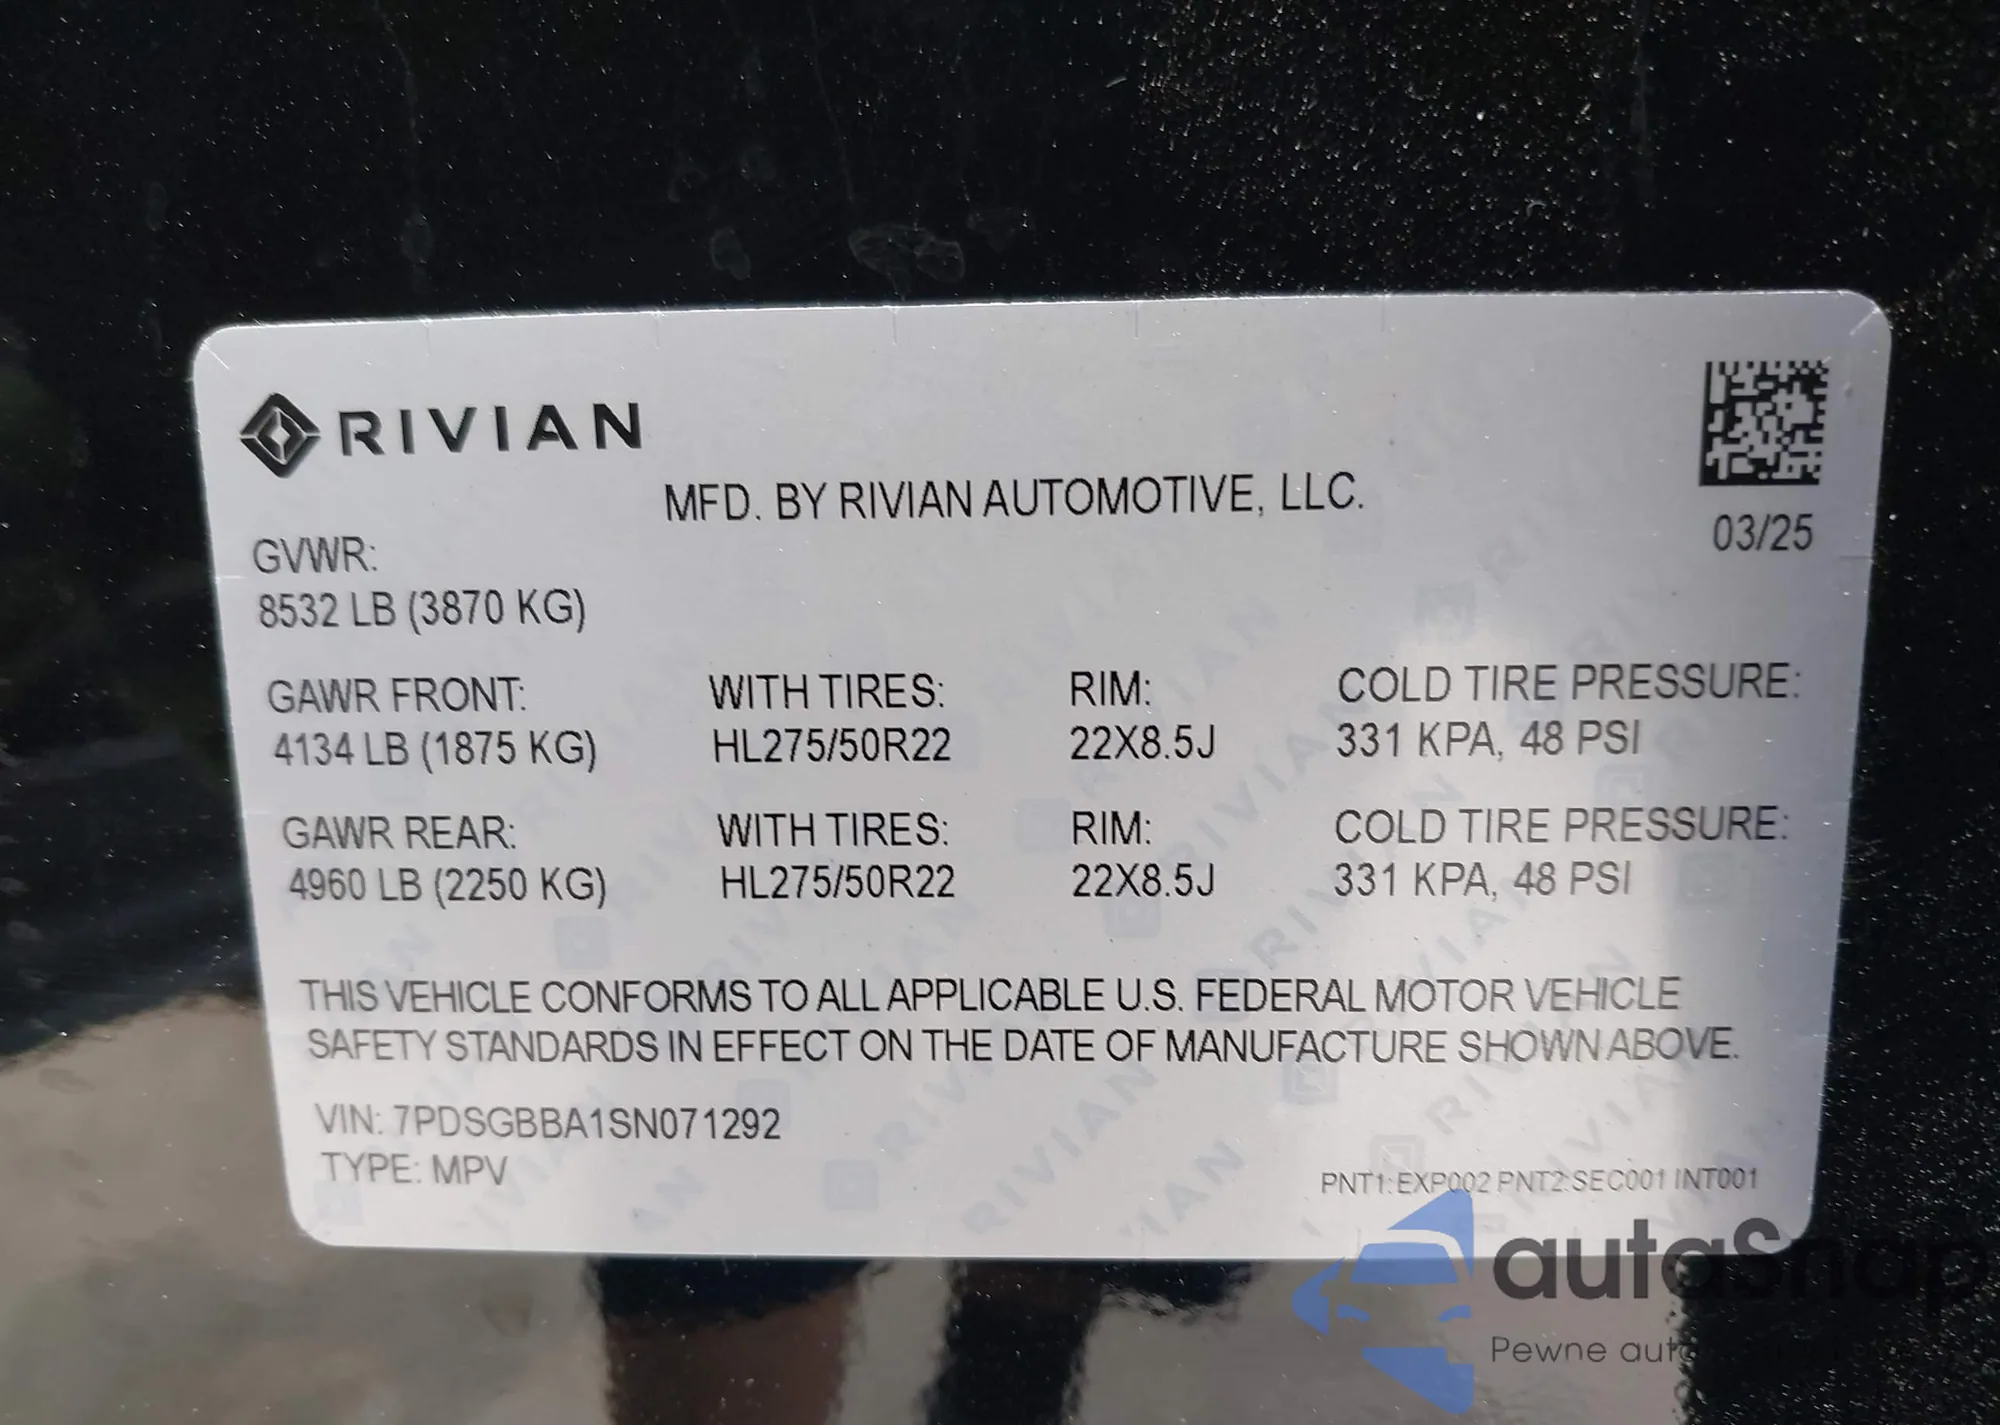 RIVIAN
MFD. BY RIVIAN AUTOMOTIVE, LLC.
03/25
GVWR:
8532 LB (3870 KG)
GAWR FRONT: WITH TIRES: RIM: COLD TIRE PRESSURE:
4134 LB (1875 KG) HL275/50R22 22X8.5J 331 KPA, 48 PSI
GAWR REAR: WITH TIRES: RIM: COLD TIRE PRESSURE:
4960 LB (2250 KG) HL275/50R22 22X8.5J 331 KPA, 48 PSI
THIS VEHICLE CONFORMS TO ALL APPLICABLE U.S. FEDERAL MOTOR VEHICLE
SAFETY STANDARDS IN EFFECT ON THE DATE OF MANUFACTURE SHOWN ABOVE.
VIN: 7PDSGBBA1SN071292
TYPE: MPV
PNT1:EXP002 PNT2:SEC001 INT001
autaSnap
Pewne